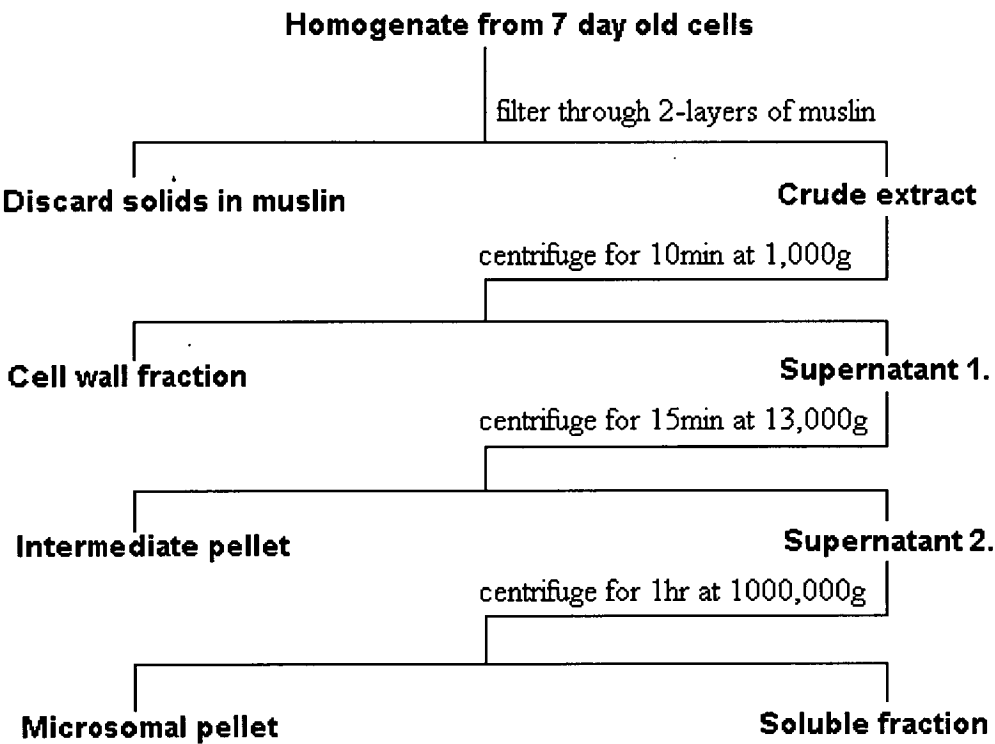 Homogenate from 7 day old cells
filter through 2-layers of muslin
Discard solids in muslin
Crude extract
centrifuge for 10min at 1,000g
Cell wall fraction
Supernatant 1.
centrifuge for 15min at 13,000g
Intermediate pellet
Supernatant 2.
centrifuge for 1hr at 1000,000g
Microsomal pellet
Soluble fraction